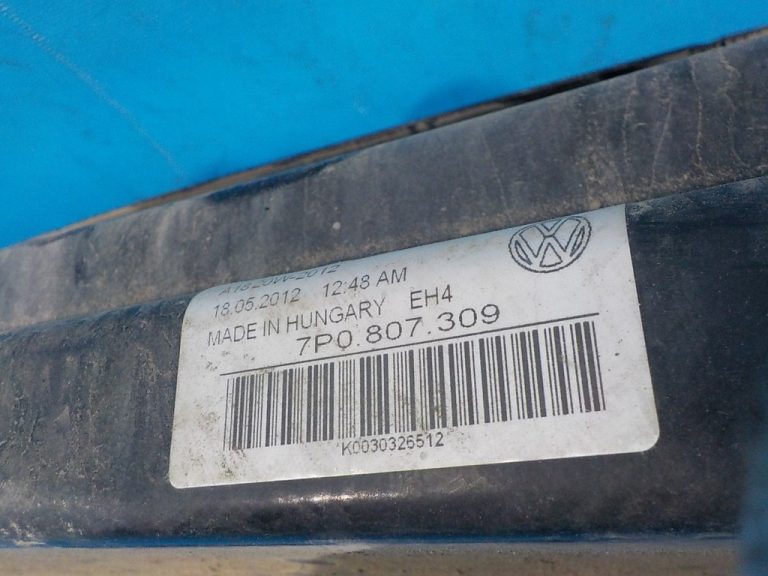 18.05.2012 12:48 AM
MADE IN HUNGARY EH4
7P0.807.309
K0030326512